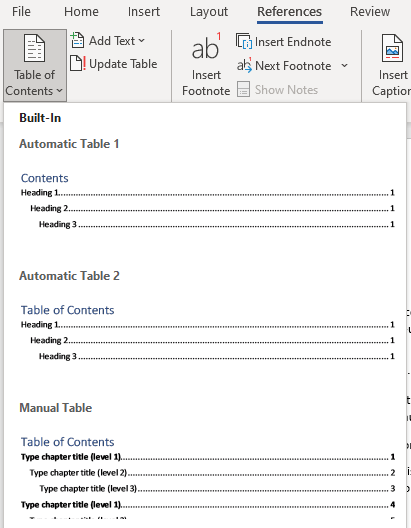 File Home Insert Layout References Review
Table of Contents
Add Text
Update Table
ab¹
Insert Footnote
Insert Endnote
ab Next Footnote
Show Notes
Insert
Caption
Built-In
Automatic Table 1
Contents
Heading 1........................................1
Heading 2........................................1
Heading 3........................................1
Automatic Table 2
Table of Contents
Heading 1........................................1
Heading 2........................................1
Heading 3........................................1
Manual Table
Table of Contents
Type chapter title (level 1)........................................1
Type chapter title (level 2)........................................2
Type chapter title (level 3)........................................3
Type chapter title (level 1)........................................4